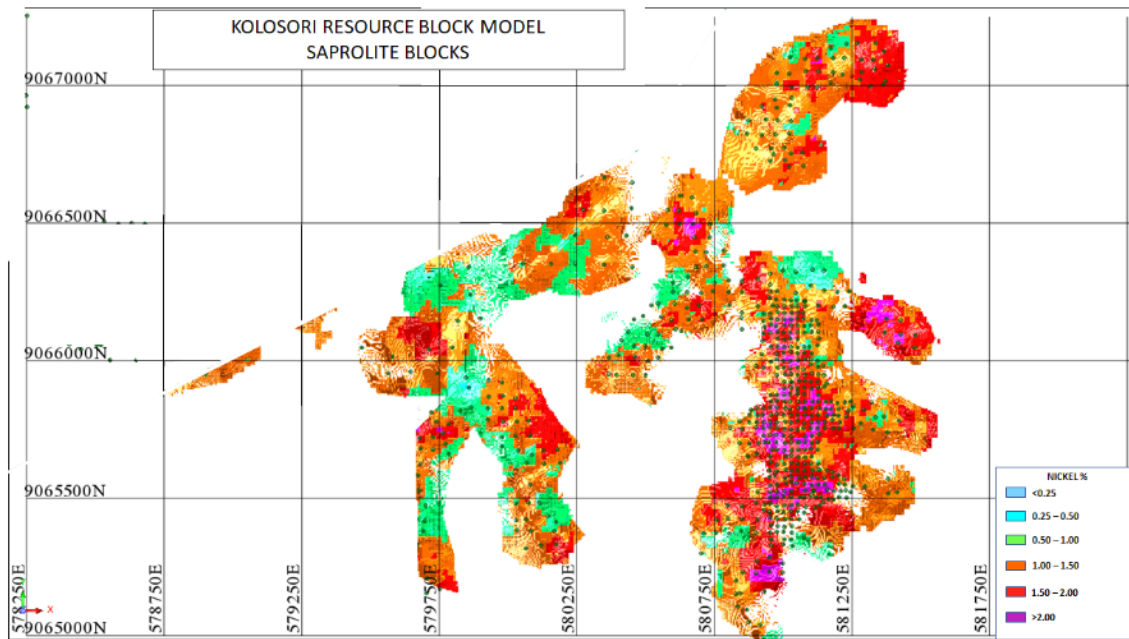 KOLOSORI RESOURCE BLOCK MODEL
SAPROLITE BLOCKS
9067000N
9066500N
9066000N
9065500N
9065000N
578250E
578750E
579250E
579750E
580250E
580750E
581250E
581750E
X
NICKEL %
<0.25
0.25 – 0.50
0.50 – 1.00
1.00 – 1.50
1.50 – 2.00
>2.00